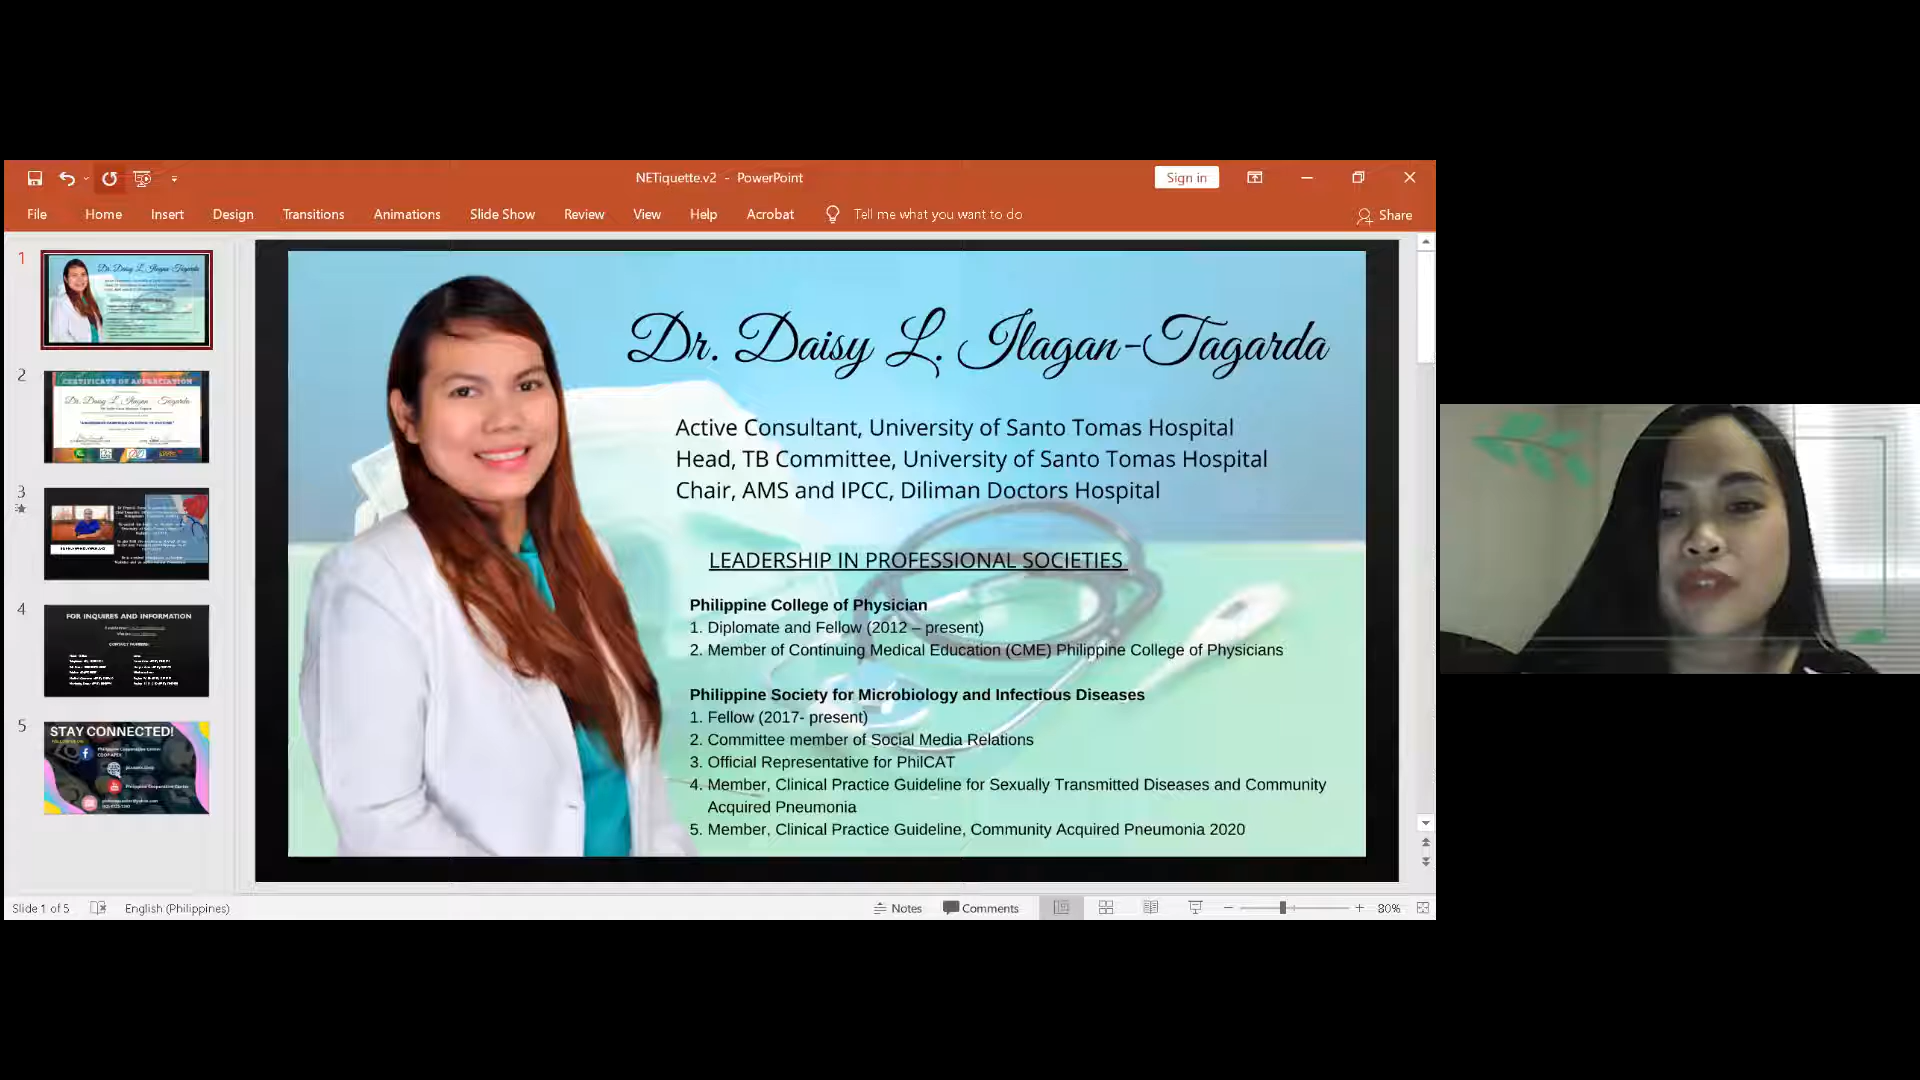 NETiquette.v2 - PowerPoint
Sign in
File Home Insert Design Transitions Animations Slide Show Review View Help Acrobat Tell me what you want to do Share
1
2
CERTIFICATE OF APPRECIATION
3
4
FOR INQUIRES AND INFORMATION
5
STAY CONNECTED!
Dr. Daisy L. Ilagan-Tagarda
Active Consultant, University of Santo Tomas Hospital
Head, TB Committee, University of Santo Tomas Hospital
Chair, AMS and IPCC, Diliman Doctors Hospital
LEADERSHIP IN PROFESSIONAL SOCIETIES
Philippine College of Physician
1. Diplomate and Fellow (2012 – present)
2. Member of Continuing Medical Education (CME) Philippine College of Physicians
Philippine Society for Microbiology and Infectious Diseases
1. Fellow (2017- present)
2. Committee member of Social Media Relations
3. Official Representative for PhilCAT
4. Member, Clinical Practice Guideline for Sexually Transmitted Diseases and Community
Acquired Pneumonia
5. Member, Clinical Practice Guideline, Community Acquired Pneumonia 2020
Slide 1 of 5 English (Philippines) Notes Comments 80%